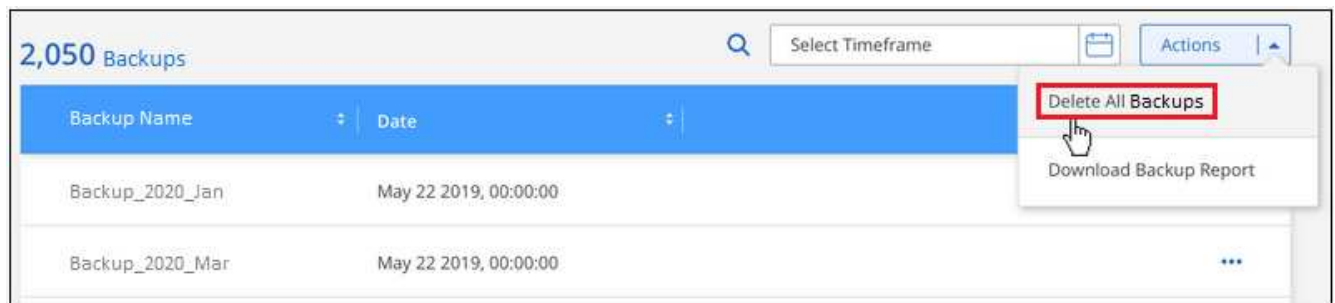 2,050 Backups
Select Timeframe
Actions
Delete All Backups
Download Backup Report
Backup Name
Date
Backup_2020_Jan
May 22 2019, 00:00:00
Backup_2020_Mar
May 22 2019, 00:00:00